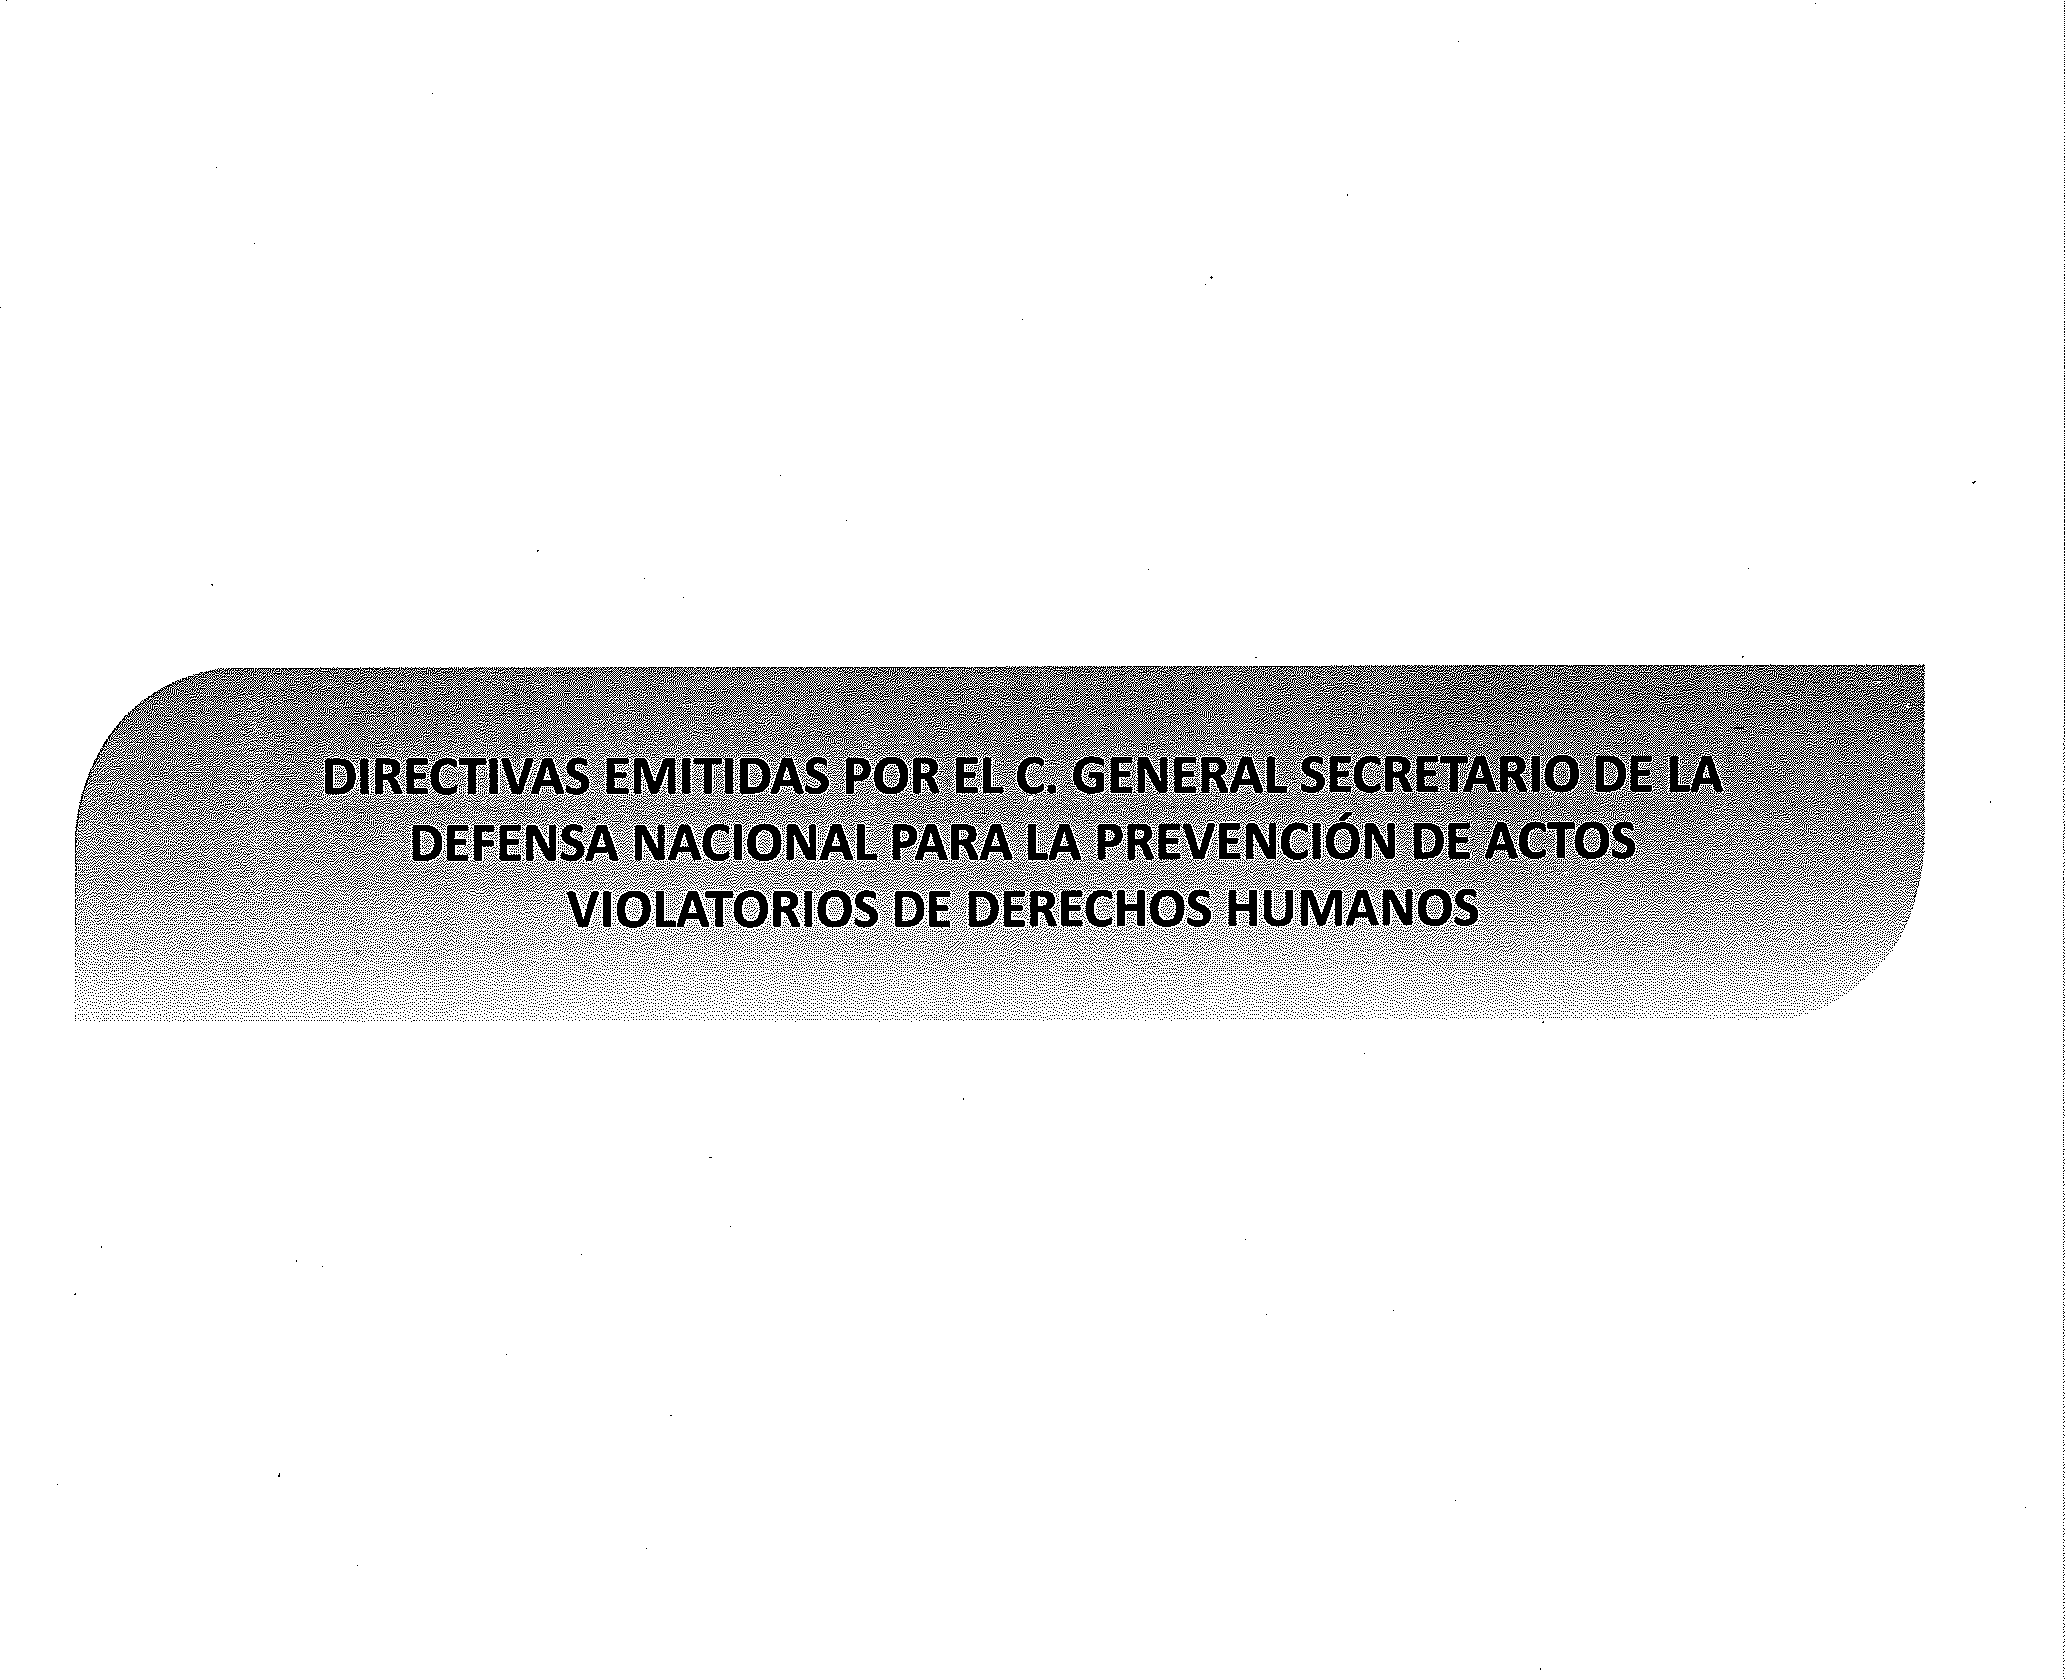 DIRECTIVAS EMITIDAS POR EL C. GENERAL SECRETARIO DE LA
DEFENSA NACIONAL PARA LA PREVENCIÓN DE ACTOS
VIOLATORIOS DE DERECHOS HUMANOS